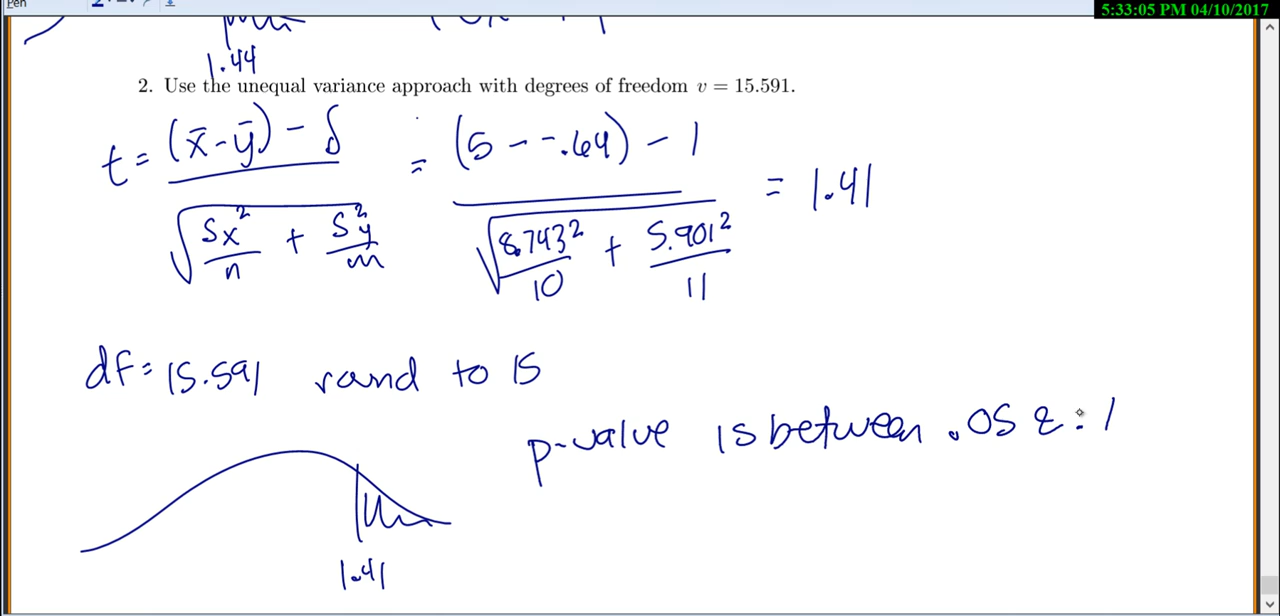 Pen
5:33:05 PM 04/10/2017
1.44
2. Use the unequal variance approach with degrees of freedom v = 15.591.
t = (x̄ - ȳ) - δ / √(Sx²/n + Sy²/m) = (5 - -.64) - 1 / √(8.743²/10 + 5.901²/11) = 1.41
df = 15.591 round to 15
p-value is between .05 & .1
1.41